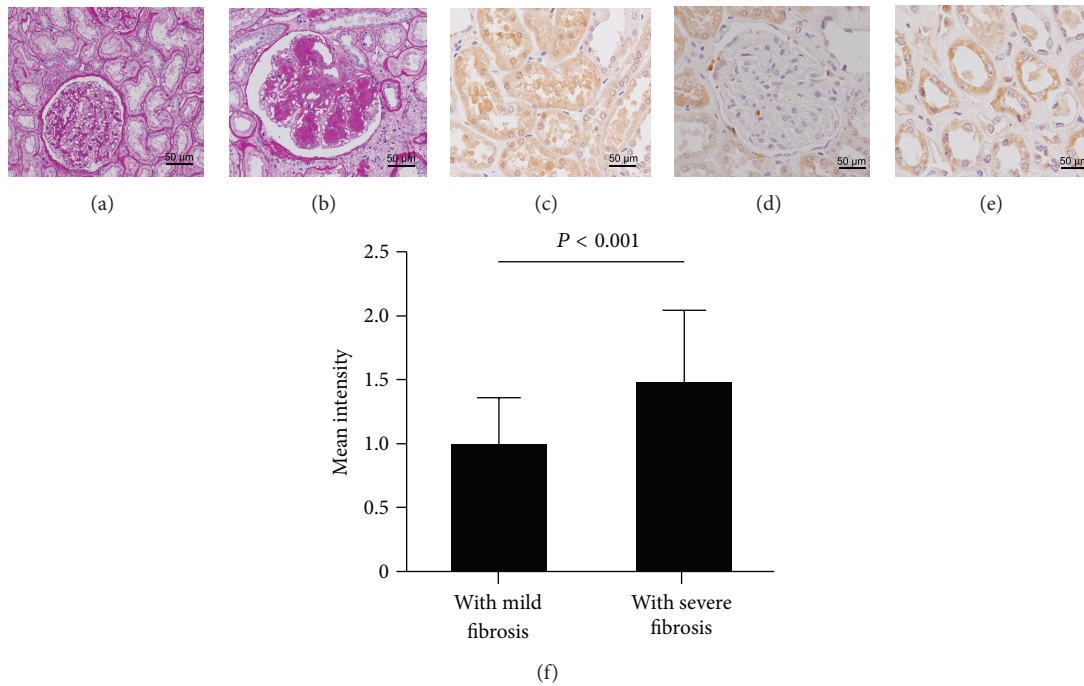 50 μm
50 μm
50 μm
50 μm
50 μm
(a)
(b)
(c)
(d)
(e)
P < 0.001
2.5
2.0
1.5
1.0
0.5
0
Mean intensity
With mild
fibrosis
With severe
fibrosis
(f)